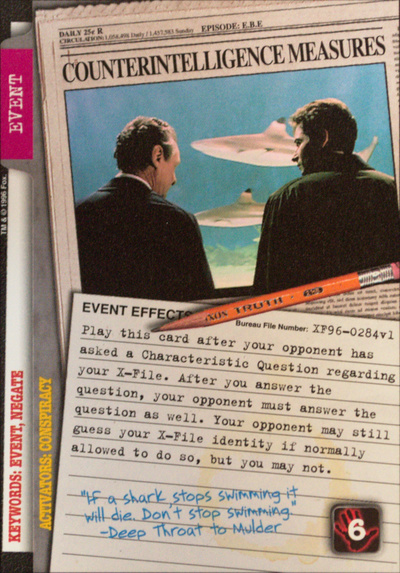 DAILY 25¢ R
CIRCULATION: 1,084,498 Daily / 1,457,583 Sunday
EPISODE: E.B.E
COUNTERINTELLIGENCE MEASURES
EVENT
TM & © 1996 Fox.
KEYWORDS: EVENT, NEGATE
ACTIVATORS: CONSPIRACY
TRUTH
EVENT EFFECTS
Bureau File Number: XF96-0284v1
Play this card after your opponent has
asked a Characteristic Question regarding
your X-File. After you answer the
question, your opponent must answer the
question as well. Your opponent may still
guess your X-File identity if normally
allowed to do so, but you may not.
"If a shark stops swimming it
will die. Don't stop swimming."
-Deep Throat to Mulder
6